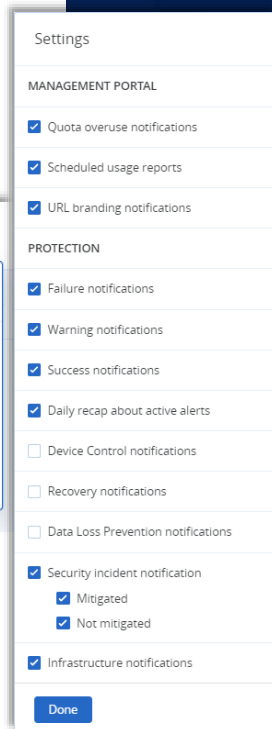 Settings
MANAGEMENT PORTAL
Quota overuse notifications
Scheduled usage reports
URL branding notifications
PROTECTION
Failure notifications
Warning notifications
Success notifications
Daily recap about active alerts
Device Control notifications
Recovery notifications
Data Loss Prevention notifications
Security incident notification
Mitigated
Not mitigated
Infrastructure notifications
Done